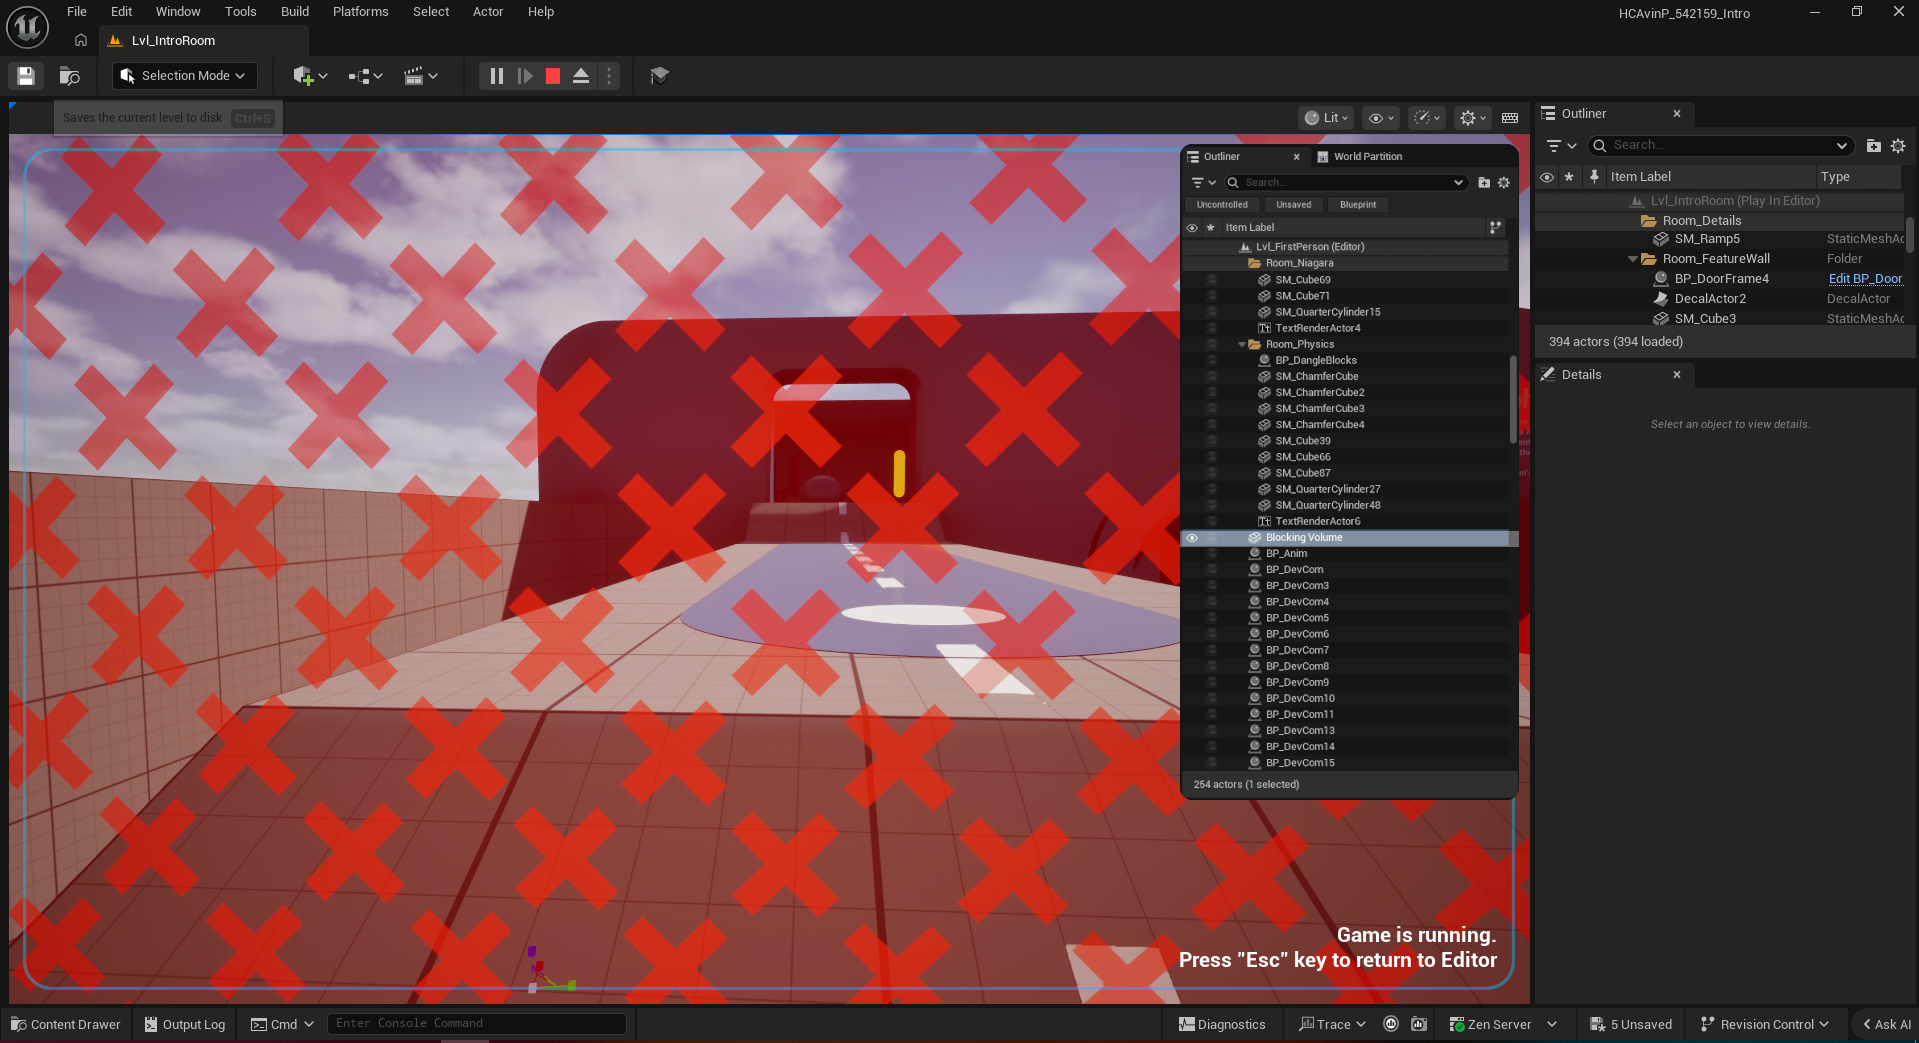 File Edit Window Tools Build Platforms Select Actor Help
HCAvinP_542159_Intro
Lvl_IntroRoom
Selection Mode
Saves the current level to disk Ctrl+S
Lit
Outliner
Search...
Item Label Type
Lvl_IntroRoom (Play In Editor)
Room_Details
SM_Ramp5 StaticMeshAc
Room_FeatureWall Folder
BP_DoorFrame4 Edit BP_Door
DecalActor2 DecalActor
SM_Cube3 StaticMeshAc
394 actors (394 loaded)
Details
Select an object to view details.
Outliner World Partition
Search...
Uncontrolled Unsaved Blueprint
Item Label
Lvl_FirstPerson (Editor)
Room_Niagara
SM_Cube69
SM_Cube71
SM_QuarterCylinder15
TextRenderActor4
Room_Physics
BP_DangleBlocks
SM_ChamferCube
SM_ChamferCube2
SM_ChamferCube3
SM_ChamferCube4
SM_Cube39
SM_Cube66
SM_Cube87
SM_QuarterCylinder27
SM_QuarterCylinder48
TextRenderActor6
Blocking Volume
BP_Anim
BP_DevCom
BP_DevCom3
BP_DevCom4
BP_DevCom5
BP_DevCom6
BP_DevCom7
BP_DevCom8
BP_DevCom9
BP_DevCom10
BP_DevCom11
BP_DevCom13
BP_DevCom14
BP_DevCom15
264 actors (1 selected)
Game is running.
Press "Esc" key to return to Editor
Content Drawer Output Log Cmd Enter Console Command Diagnostics Trace Zen Server 5 Unsaved Revision Control Ask AI